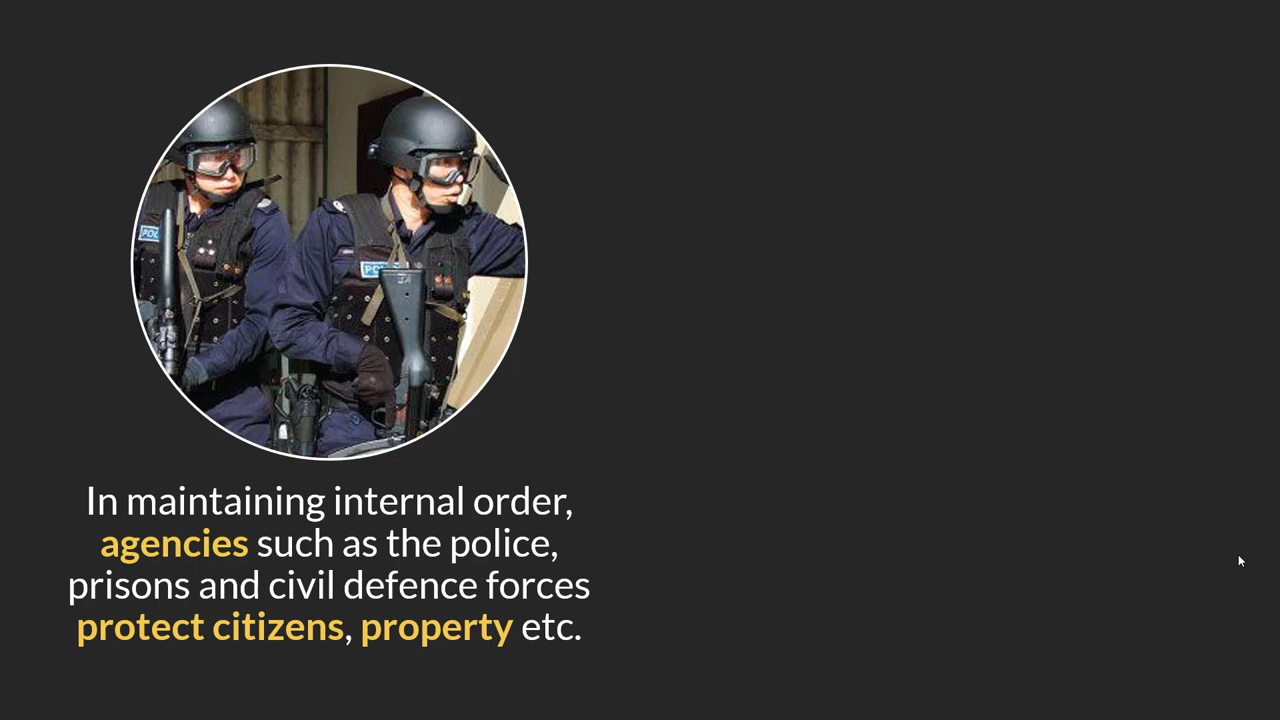 In maintaining internal order,
agencies such as the police,
prisons and civil defence forces
protect citizens, property etc.